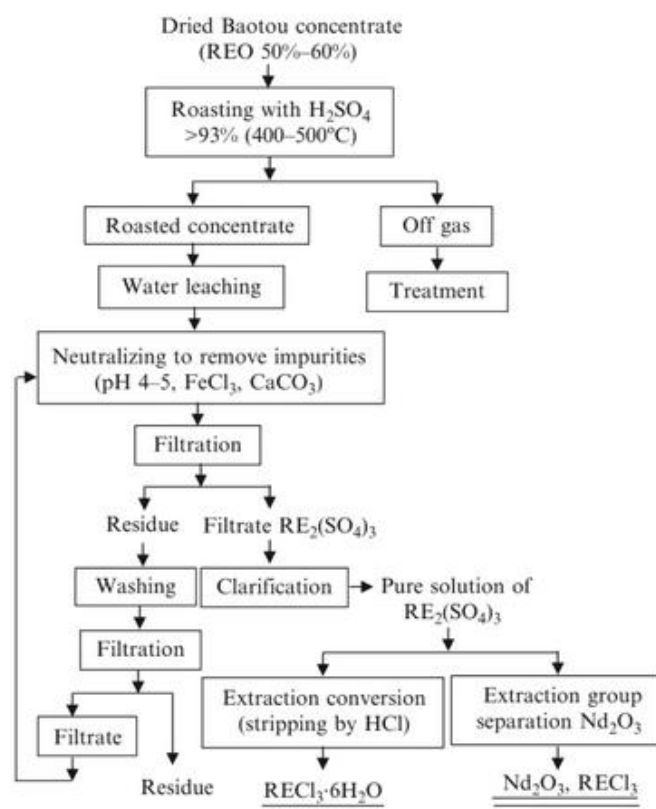 Dried Baotou concentrate
(REO 50%–60%)
Roasting with H₂SO₄
>93% (400–500ºC)
Roasted concentrate
Off gas
Water leaching
Treatment
Neutralizing to remove impurities
(pH 4–5, FeCl₃, CaCO₃)
Filtration
Residue
Filtrate RE₂(SO₄)₃
Washing
Clarification
Pure solution of
RE₂(SO₄)₃
Filtration
Extraction conversion
(stripping by HCl)
Extraction group
separation Nd₂O₃
Filtrate
Residue
RECl₃·6H₂O
Nd₂O₃, RECl₃